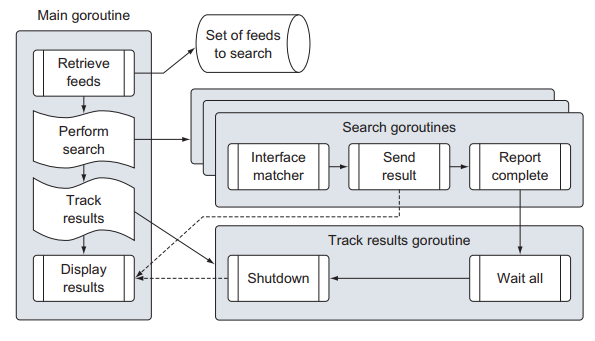 Main goroutine
Set of feeds
to search
Retrieve
feeds
Perform
search
Track
results
Display
results
Search goroutines
Interface
matcher
Send
result
Report
complete
Track results goroutine
Shutdown
Wait all